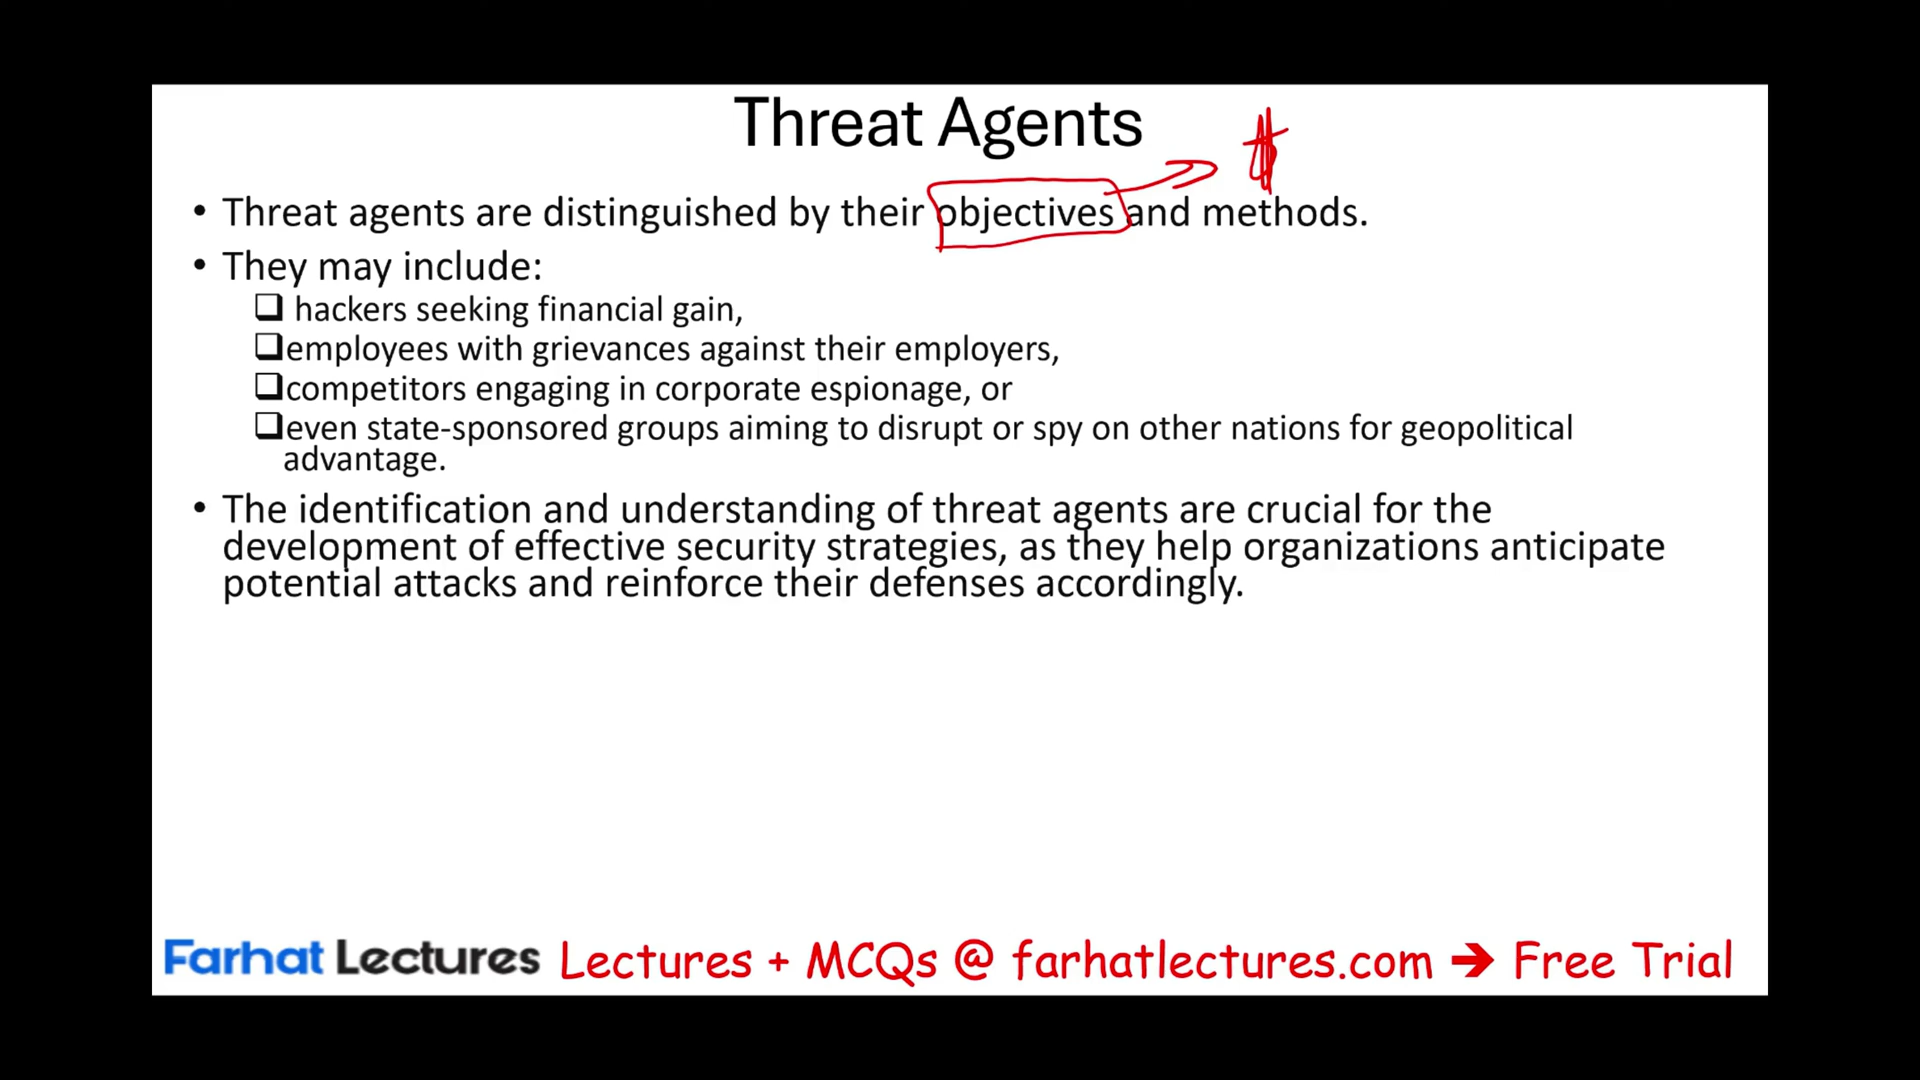 Threat Agents
$
• Threat agents are distinguished by their objectives and methods.
• They may include:
❑ hackers seeking financial gain,
❑employees with grievances against their employers,
❑competitors engaging in corporate espionage, or
❑even state-sponsored groups aiming to disrupt or spy on other nations for geopolitical
advantage.
• The identification and understanding of threat agents are crucial for the
development of effective security strategies, as they help organizations anticipate
potential attacks and reinforce their defenses accordingly.
Farhat Lectures Lectures + MCQs @ farhatlectures.com ➔ Free Trial